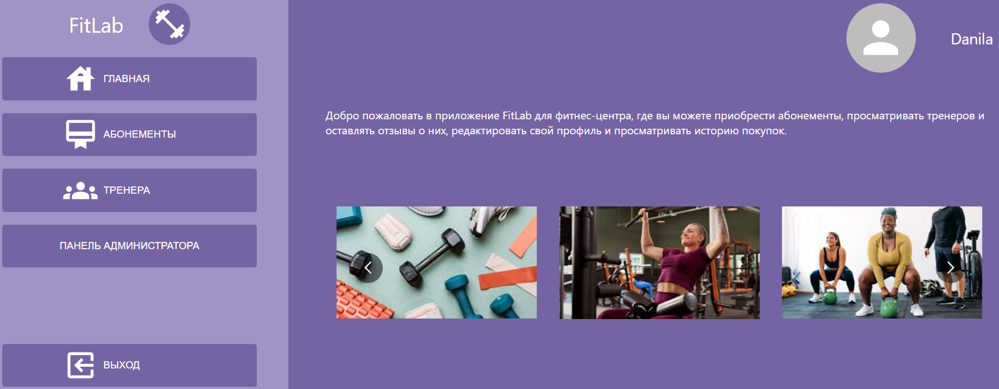 FitLab
Danila
ГЛАВНАЯ
АБОНЕМЕНТЫ
ТРЕНЕРА
ПАНЕЛЬ АДМИНИСТРАТОРА
ВЫХОД
Добро пожаловать в приложение FitLab для фитнес-центра, где вы можете приобрести абонементы, просматривать тренеров и
оставлять отзывы о них, редактировать свой профиль и просматривать историю покупок.